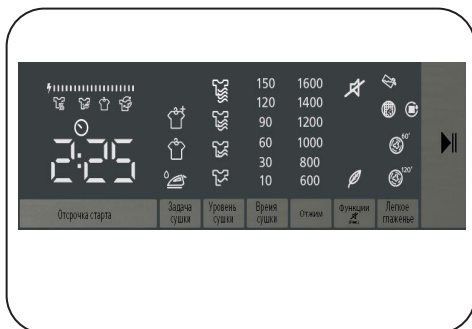 150 1600
120 1400
90 1200
60 1000
30 800
10 600
60'
120'
2:25
Отсрочка старта
Задача сушки
Уровень сушки
Время сушки
Отжим
Функции
Легкое глаженье